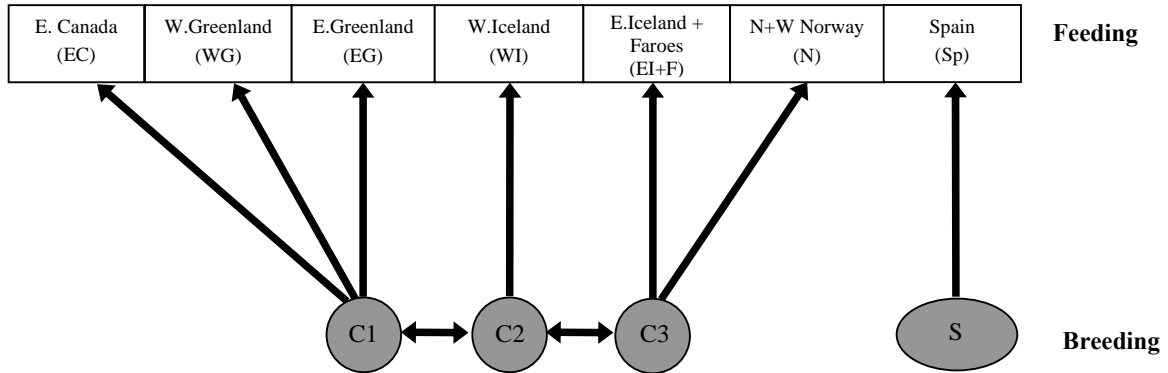 E. Canada
(EC)
W.Greenland
(WG)
E.Greenland
(EG)
W.Iceland
(WI)
E.Iceland +
Faroes
(EI+F)
N+W Norway
(N)
Spain
(Sp)
Feeding
C1
C2
C3
S
Breeding